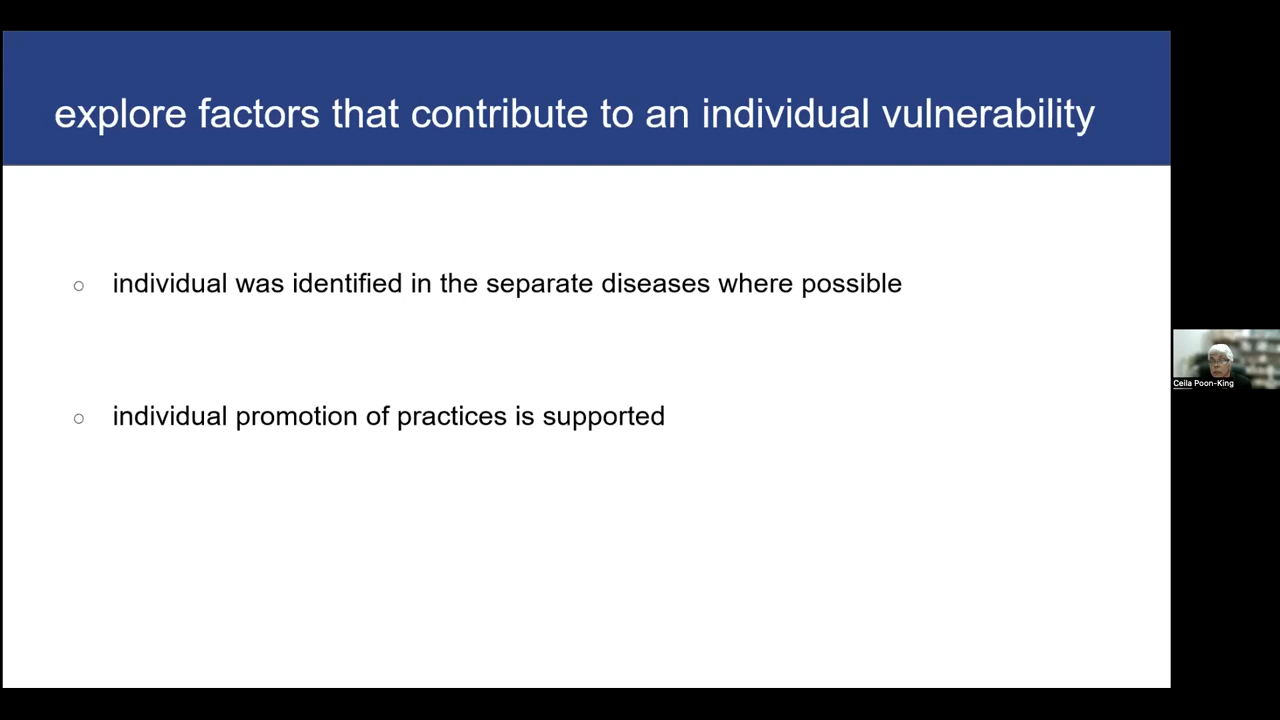 explore factors that contribute to an individual vulnerability
individual was identified in the separate diseases where possible
individual promotion of practices is supported
Ceila Poon-King